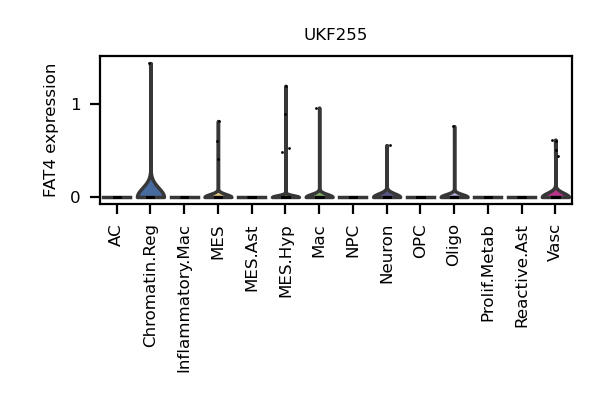 UKF255
FAT4 expression
1
0
AC
Chromatin.Reg
Inflammatory.Mac
MES
MES.Ast
MES.Hyp
Mac
NPC
Neuron
OPC
Oligo
Prolif.Metab
Reactive.Ast
Vasc